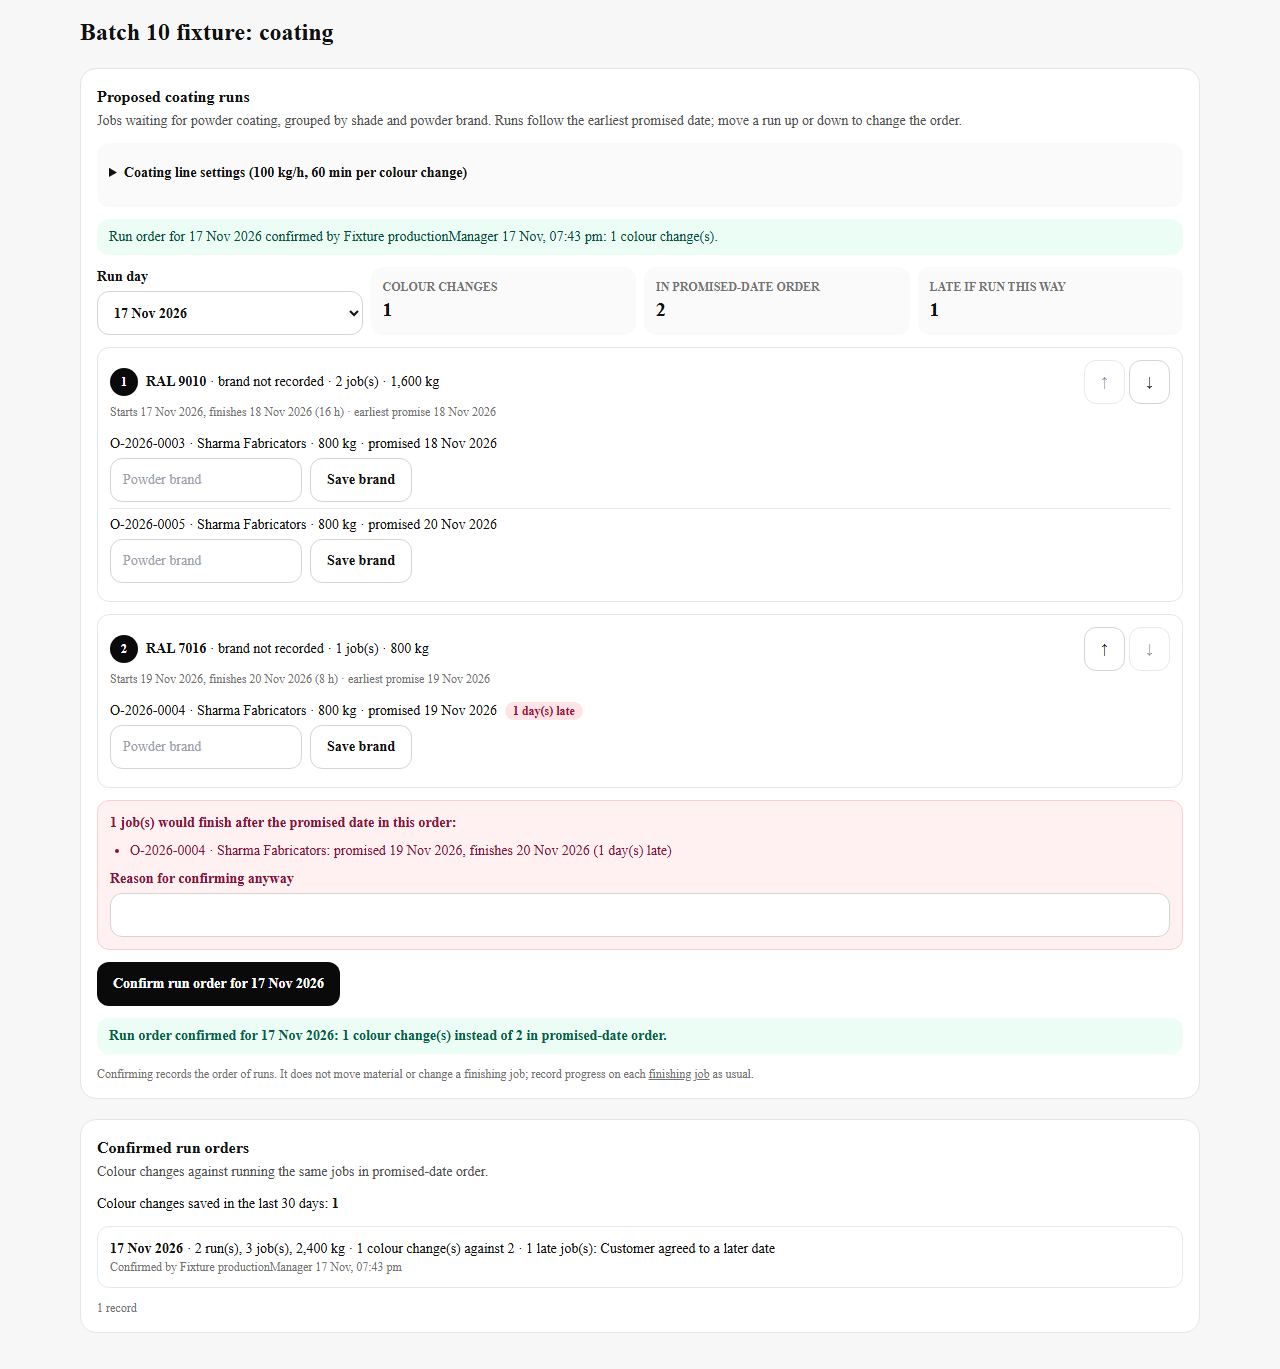 Batch 10 fixture: coating
Proposed coating runs
Jobs waiting for powder coating, grouped by shade and powder brand. Runs follow the earliest promised date; move a run up or down to change the order.
▶ Coating line settings (100 kg/h, 60 min per colour change)
Run order for 17 Nov 2026 confirmed by Fixture productionManager 17 Nov, 07:43 pm: 1 colour change(s).
Run day
17 Nov 2026
COLOUR CHANGES
1
IN PROMISED-DATE ORDER
2
LATE IF RUN THIS WAY
1
1 RAL 9010 · brand not recorded · 2 job(s) · 1,600 kg
↑ ↓
Starts 17 Nov 2026, finishes 18 Nov 2026 (16 h) · earliest promise 18 Nov 2026
O-2026-0003 · Sharma Fabricators · 800 kg · promised 18 Nov 2026
Powder brand Save brand
O-2026-0005 · Sharma Fabricators · 800 kg · promised 20 Nov 2026
Powder brand Save brand
2 RAL 7016 · brand not recorded · 1 job(s) · 800 kg
↑ ↓
Starts 19 Nov 2026, finishes 20 Nov 2026 (8 h) · earliest promise 19 Nov 2026
O-2026-0004 · Sharma Fabricators · 800 kg · promised 19 Nov 2026 1 day(s) late
Powder brand Save brand
1 job(s) would finish after the promised date in this order:
• O-2026-0004 · Sharma Fabricators: promised 19 Nov 2026, finishes 20 Nov 2026 (1 day(s) late)
Reason for confirming anyway
Confirm run order for 17 Nov 2026
Run order confirmed for 17 Nov 2026: 1 colour change(s) instead of 2 in promised-date order.
Confirming records the order of runs. It does not move material or change a finishing job; record progress on each finishing job as usual.
Confirmed run orders
Colour changes against running the same jobs in promised-date order.
Colour changes saved in the last 30 days: 1
17 Nov 2026 · 2 run(s), 3 job(s), 2,400 kg · 1 colour change(s) against 2 · 1 late job(s): Customer agreed to a later date
Confirmed by Fixture productionManager 17 Nov, 07:43 pm
1 record